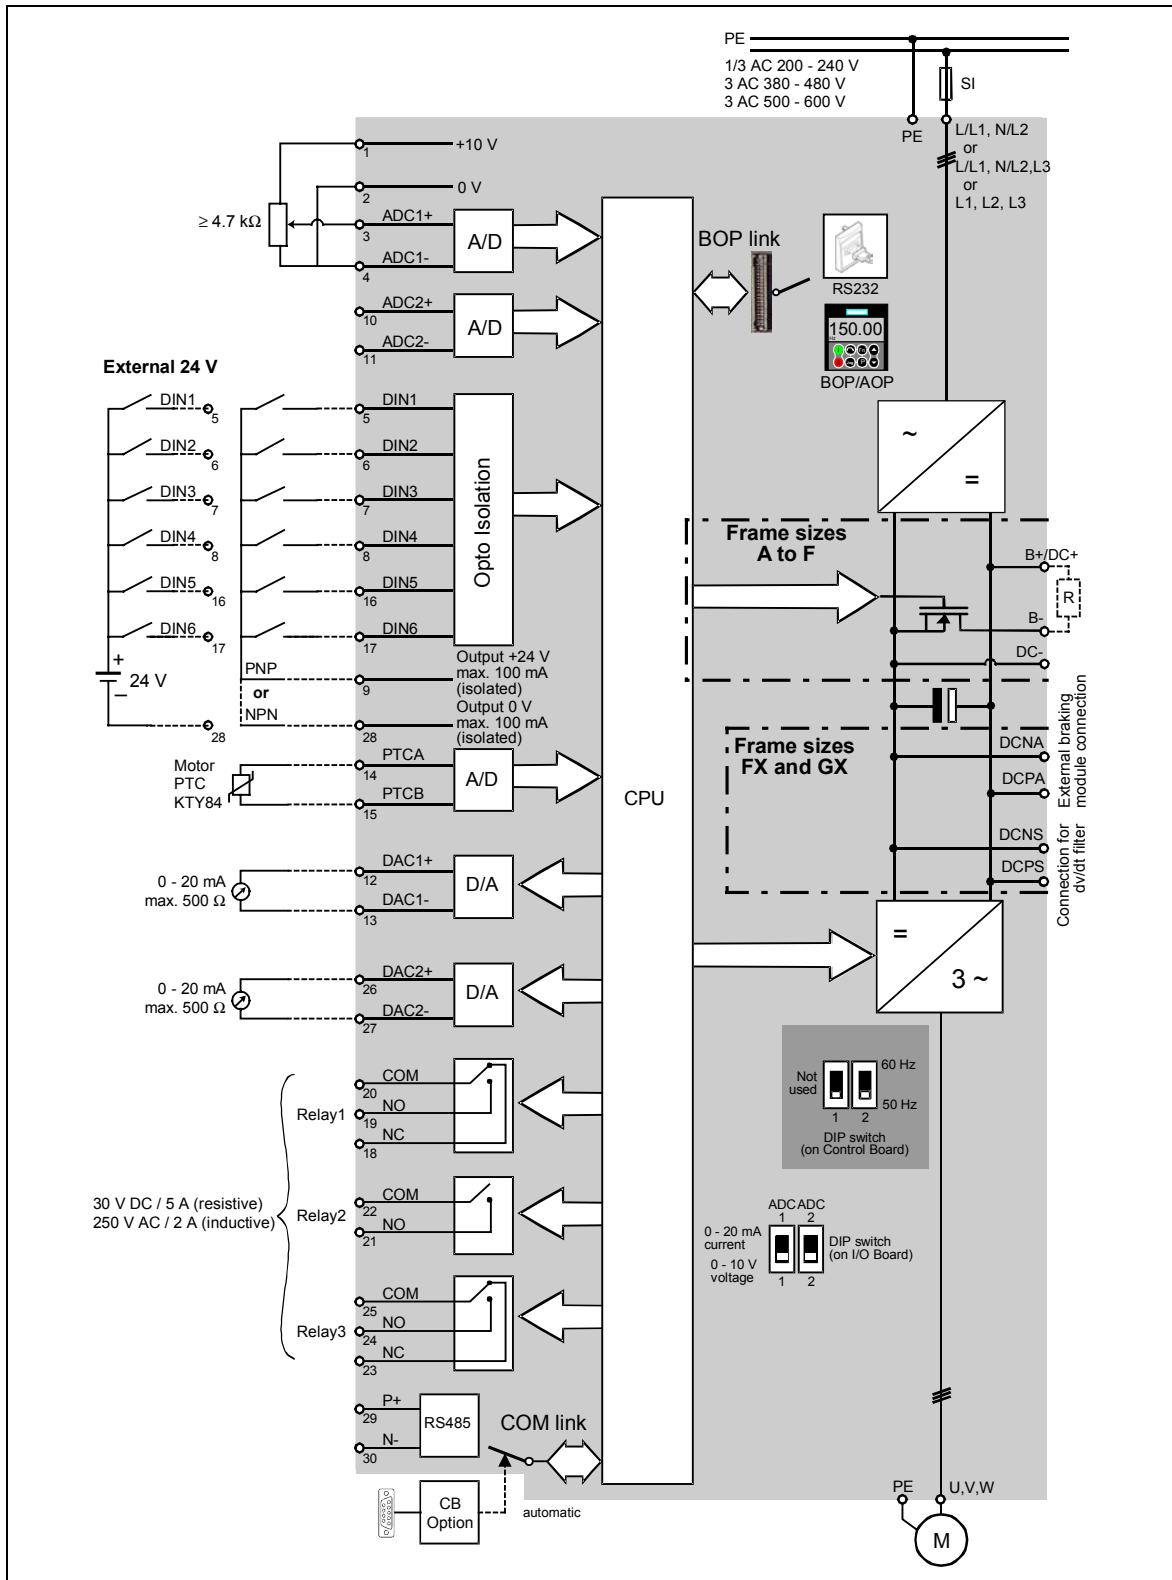 PE
1/3 AC 200 - 240 V
3 AC 380 - 480 V
3 AC 500 - 600 V
SI
PE
L/L1, N/L2
or
L/L1, N/L2,L3
or
L1, L2, L3
1
+10 V
2
0 V
≥ 4.7 kΩ
ADC1+
3
ADC1-
4
A/D
ADC2+
10
ADC2-
11
A/D
BOP link
RS232
150.00
Hz
BOP/AOP
External 24 V
DIN1
5
DIN2
6
DIN3
7
DIN4
8
DIN5
16
DIN6
17
+
24 V
–
28
DIN1
5
DIN2
6
DIN3
7
DIN4
8
DIN5
16
DIN6
17
Opto Isolation
PNP
or
NPN
9
Output +24 V
max. 100 mA
(isolated)
28
Output 0 V
max. 100 mA
(isolated)
Motor
PTC
KTY84
PTCA
14
PTCB
15
A/D
CPU
~
=
Frame sizes
A to F
B+/DC+
R
B-
DC-
Frame sizes
FX and GX
DCNA
DCPA
DCNS
DCPS
External braking
module connection
Connection for
dv/dt filter
=
3 ~
0 - 20 mA
max. 500 Ω
DAC1+
12
DAC1-
13
D/A
0 - 20 mA
max. 500 Ω
DAC2+
26
DAC2-
27
D/A
Not
used
60 Hz
50 Hz
1 2
DIP switch
(on Control Board)
30 V DC / 5 A (resistive)
250 V AC / 2 A (inductive)
Relay1
COM
20
NO
19
NC
18
Relay2
COM
22
NO
21
Relay3
COM
25
NO
24
NC
23
ADC ADC
1 2
0 - 20 mA
current
0 - 10 V
voltage
1 2
DIP switch
(on I/O Board)
P+
29
N-
30
RS485
COM link
CB
Option
automatic
PE
U,V,W
M